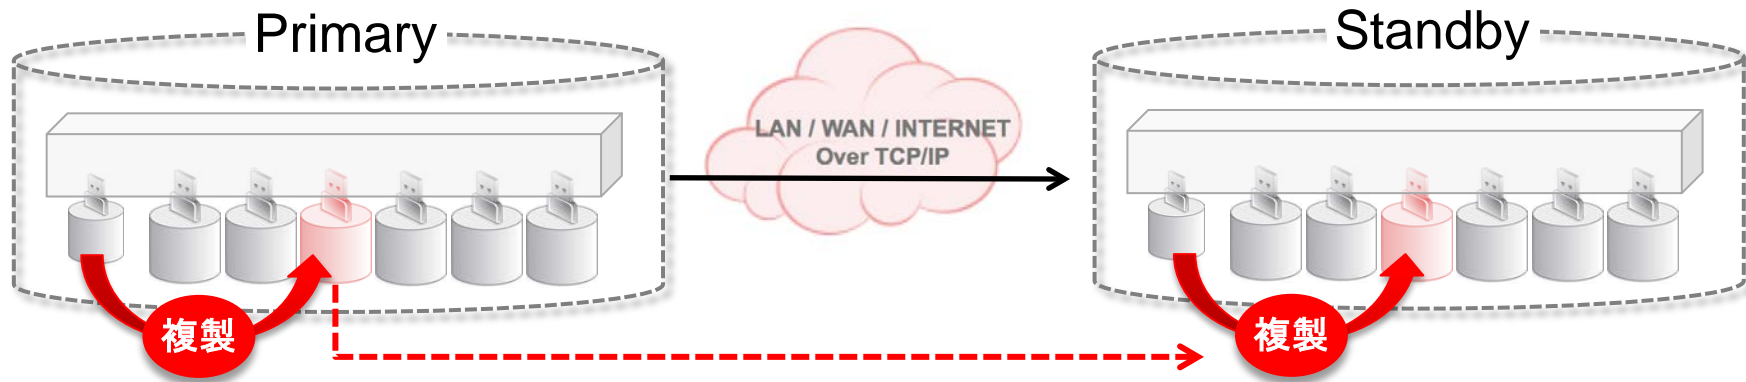 Primary
Standby
LAN / WAN / INTERNET
Over TCP/IP
複製
複製